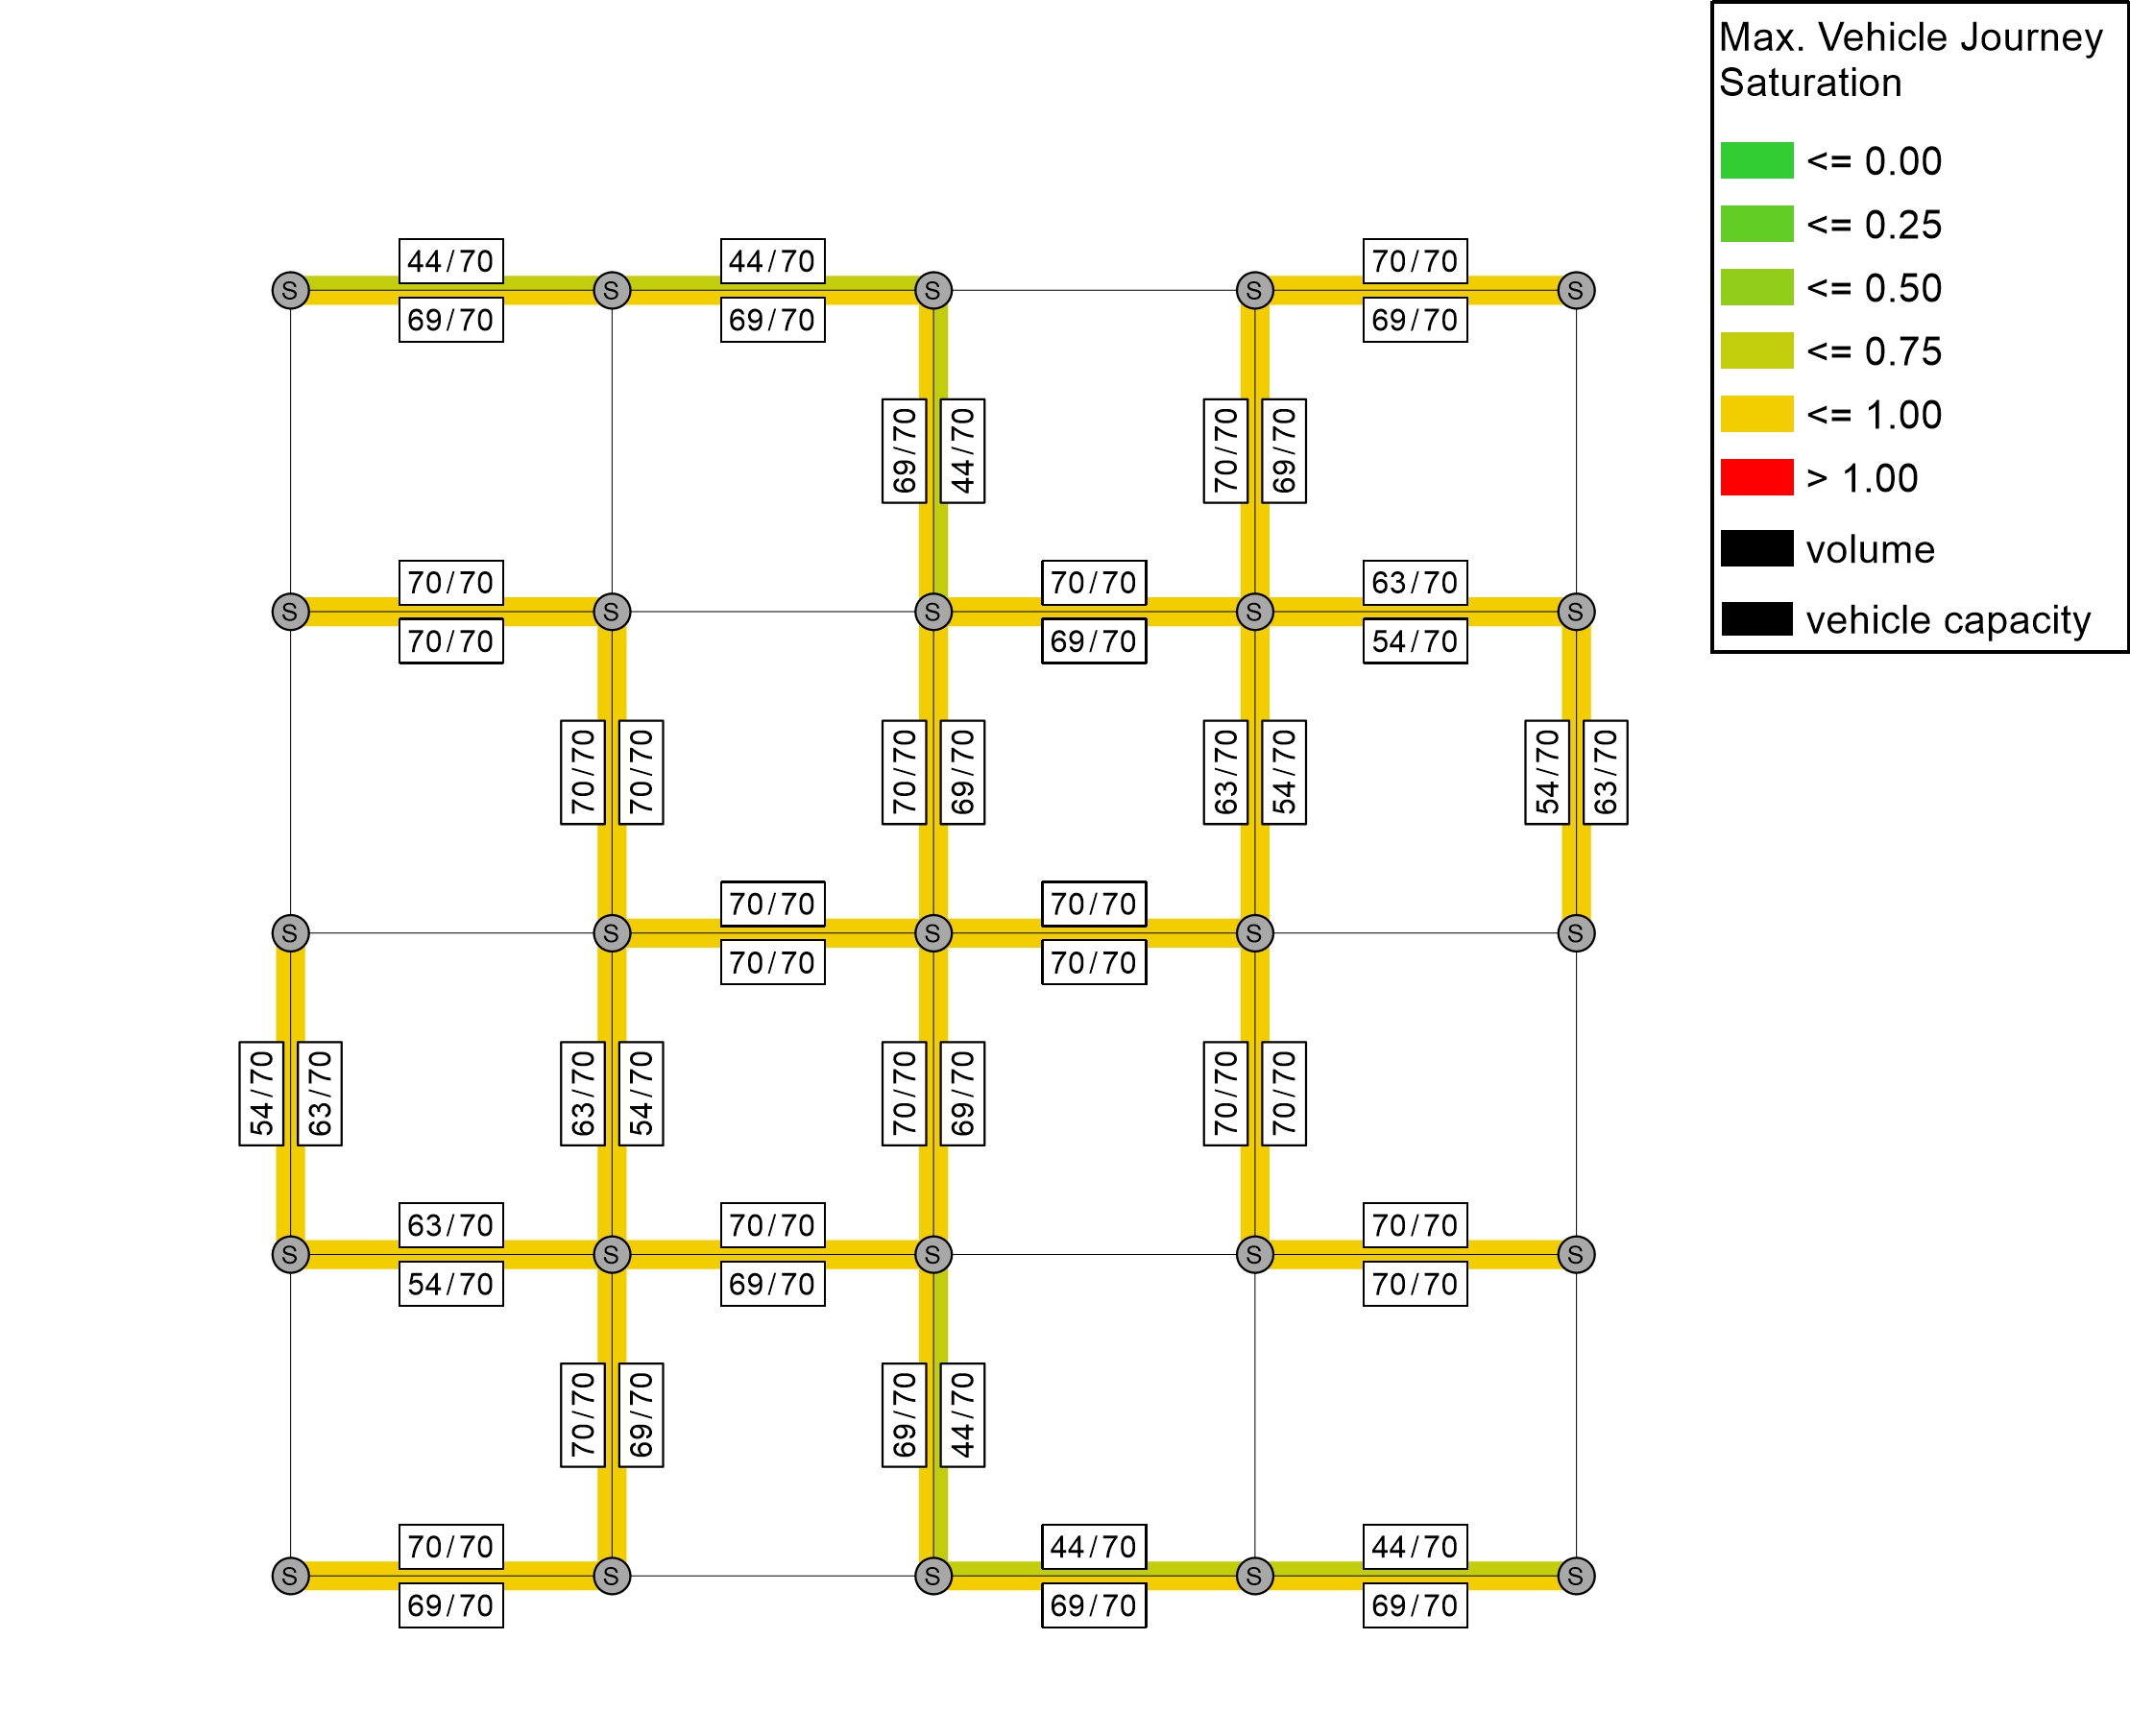 Max. Vehicle Journey
Saturation
<= 0.00
<= 0.25
<= 0.50
<= 0.75
<= 1.00
> 1.00
volume
vehicle capacity
44/70 44/70 70/70
S S S S S
69/70 69/70 69/70
69/70 44/70 70/70 69/70
70/70 70/70 63/70
S S S S S
70/70 69/70 54/70
70/70 70/70 70/70 69/70 63/70 54/70 54/70 63/70
70/70 70/70
S S S S S
70/70 70/70
54/70 63/70 63/70 54/70 70/70 69/70 70/70 70/70
63/70 70/70 70/70
S S S S S
54/70 69/70 70/70
70/70 69/70 69/70 44/70
70/70 44/70 44/70
S S S S S
69/70 69/70 69/70